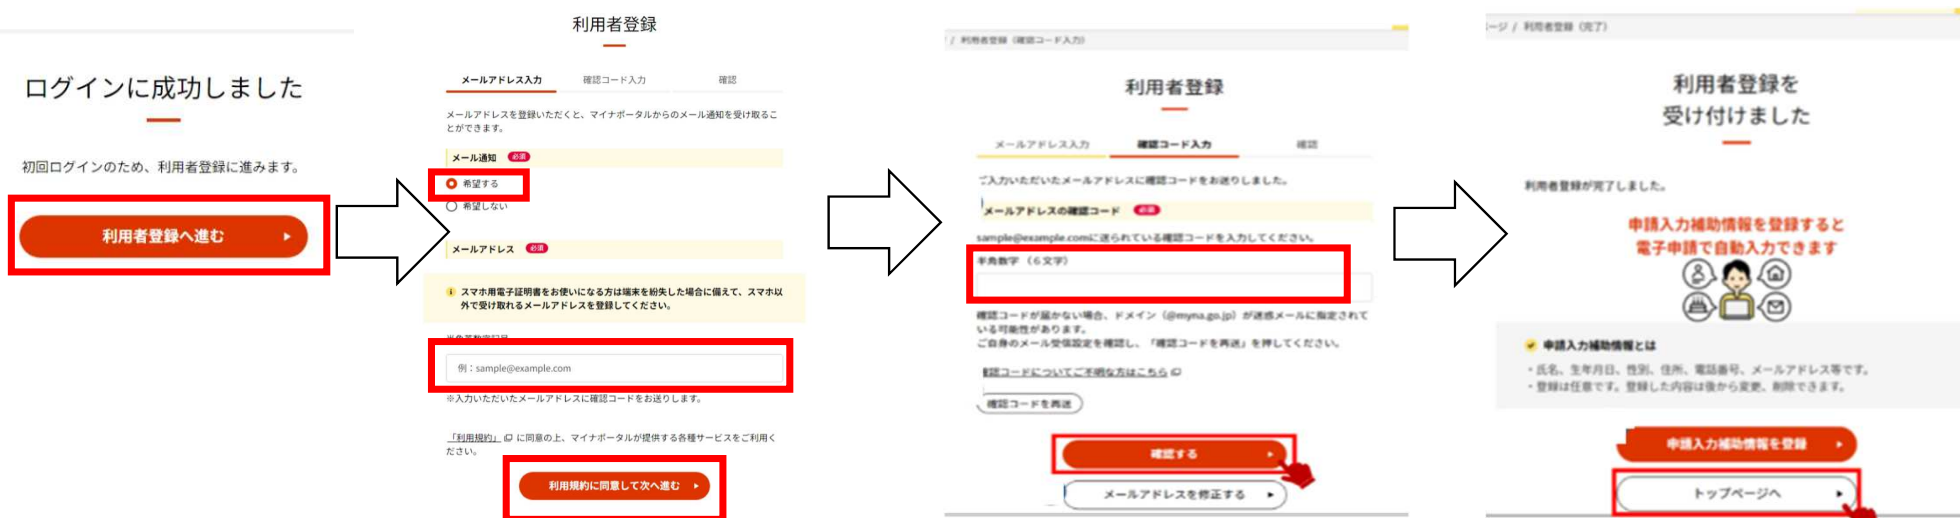 ログインに成功しました
初回ログインのため、利用者登録に進みます。
利用者登録へ進む
利用者登録
メールアドレス入力 確認コード入力 確認
メールアドレスを登録いただくと、マイナポータルからのメール通知を受け取るこ
とができます。
メール通知 必須
希望する
希望しない
メールアドレス 必須
スマホ用電子証明書をお使いになる方は端末を紛失した場合に備えて、スマホ以
外で受け取れるメールアドレスを登録してください。
例：sample@example.com
※入力いただいたメールアドレスに確認コードをお送りします。
「利用規約」 に同意の上、マイナポータルが提供する各種サービスをご利用く
ださい。
利用規約に同意して次へ進む
/ 利用者登録（確認コード入力）
利用者登録
メールアドレス入力 確認コード入力 確認
ご入力いただいたメールアドレスに確認コードをお送りしました。
メールアドレスの確認コード 必須
sample@example.comに送られている確認コードを入力してください。
半角数字（6文字）
確認コードが届かない場合、ドメイン（@myna.go.jp）が迷惑メールに指定されて
いる可能性があります。
ご自身のメール受信設定を確認し、「確認コードを再送」を押してください。
確認コードについてご不明な方はこちら
確認コードを再送
確認する
メールアドレスを修正する
ージ / 利用者登録（完了）
利用者登録を
受け付けました
利用者登録が完了しました。
申請入力補助情報を登録すると
電子申請で自動入力できます
申請入力補助情報とは
・氏名、生年月日、性別、住所、電話番号、メールアドレス等です。
・登録は任意です。登録した内容は後から変更、削除できます。
申請入力補助情報を登録
トップページへ